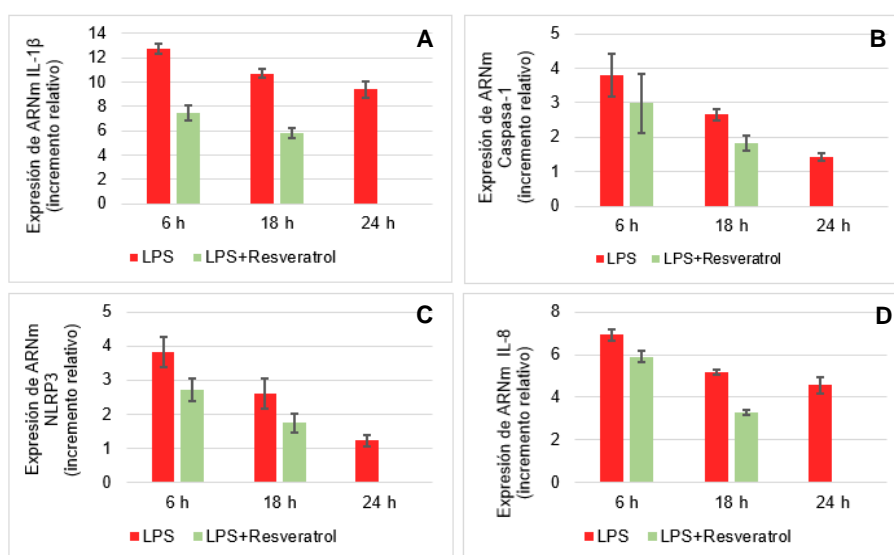 A
Expresión de ARNm IL-1β
(incremento relativo)
14
12
10
8
6
4
2
0
6 h
18 h
24 h
LPS
LPS+Resveratrol
B
Expresión de ARN
Caspasa-1
(incremento relativo)
5
4
3
2
1
0
6 h
18 h
24 h
LPS
LPS+Resveratrol
C
Expresión de ARNm
NLRP3
(incremento relativo)
5
4
3
2
1
0
6 h
18 h
24 h
LPS
LPS+Resveratrol
D
Expresión de ARNm IL-8
(incremento relativo)
8
6
4
2
0
6 h
18 h
24 h
LPS
LPS+Resveratrol